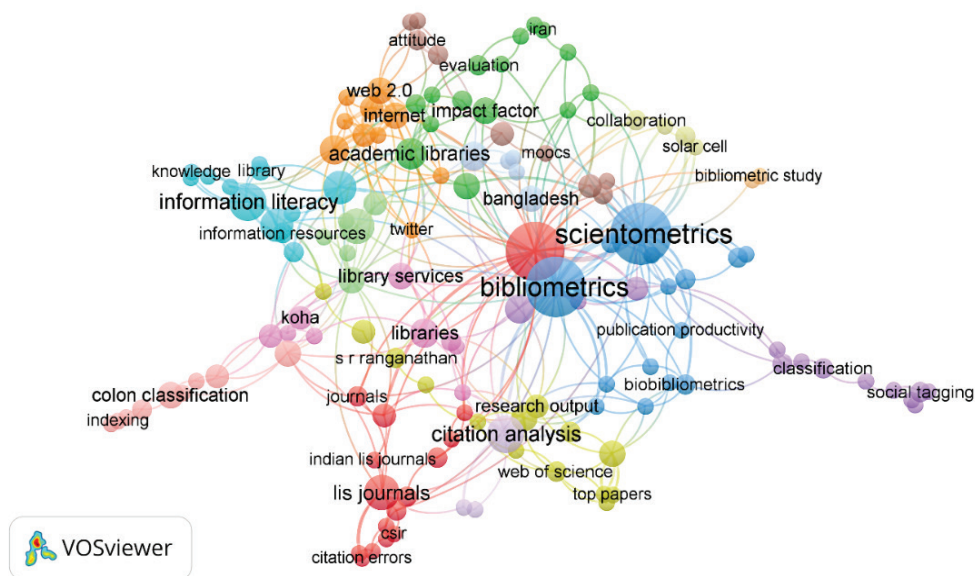 iran
attitude
evaluation
web 2.0
internet
impact factor
collaboration
solar cell
academic libraries
moocs
knowledge
library
bibliometric study
information literacy
bangladesh
information resources
twitter
scientometrics
library services
bibliometrics
koha
libraries
publication productivity
s r ranganathan
classification
colon classification
journals
biobibliometrics
social tagging
indexing
research output
citation analysis
indian lis journals
web of science
lis journals
top papers
csir
VOSviewer
citation errors